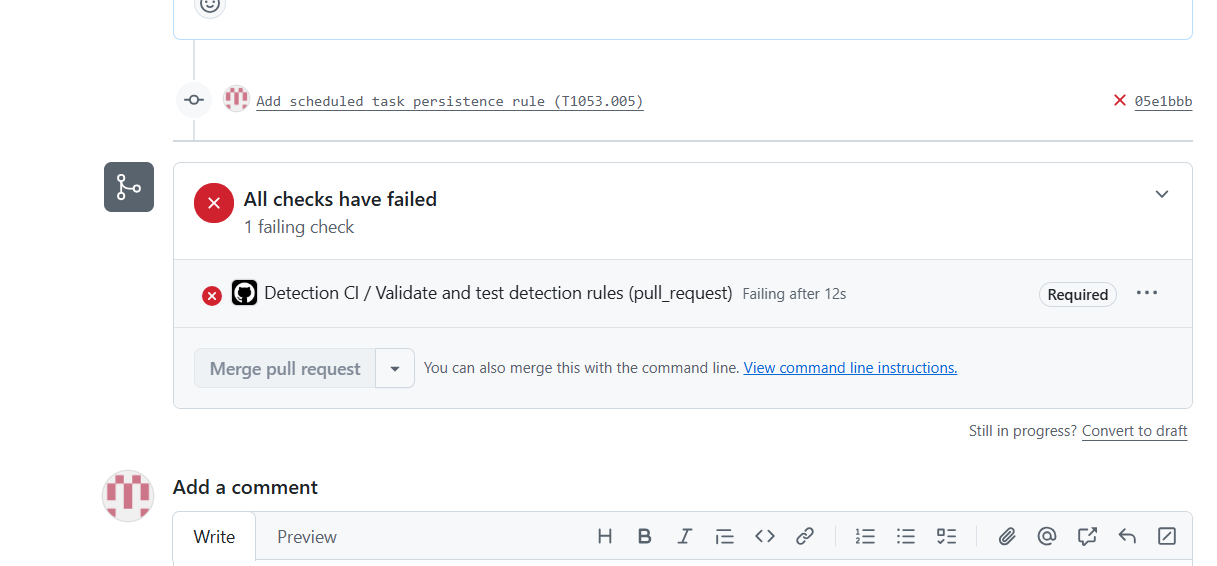 Add scheduled task persistence rule (T1053.005)
05e1bbb
All checks have failed
1 failing check
Detection CI / Validate and test detection rules (pull_request) Failing after 12s
Required
Merge pull request
You can also merge this with the command line. View command line instructions.
Still in progress? Convert to draft
Add a comment
Write
Preview